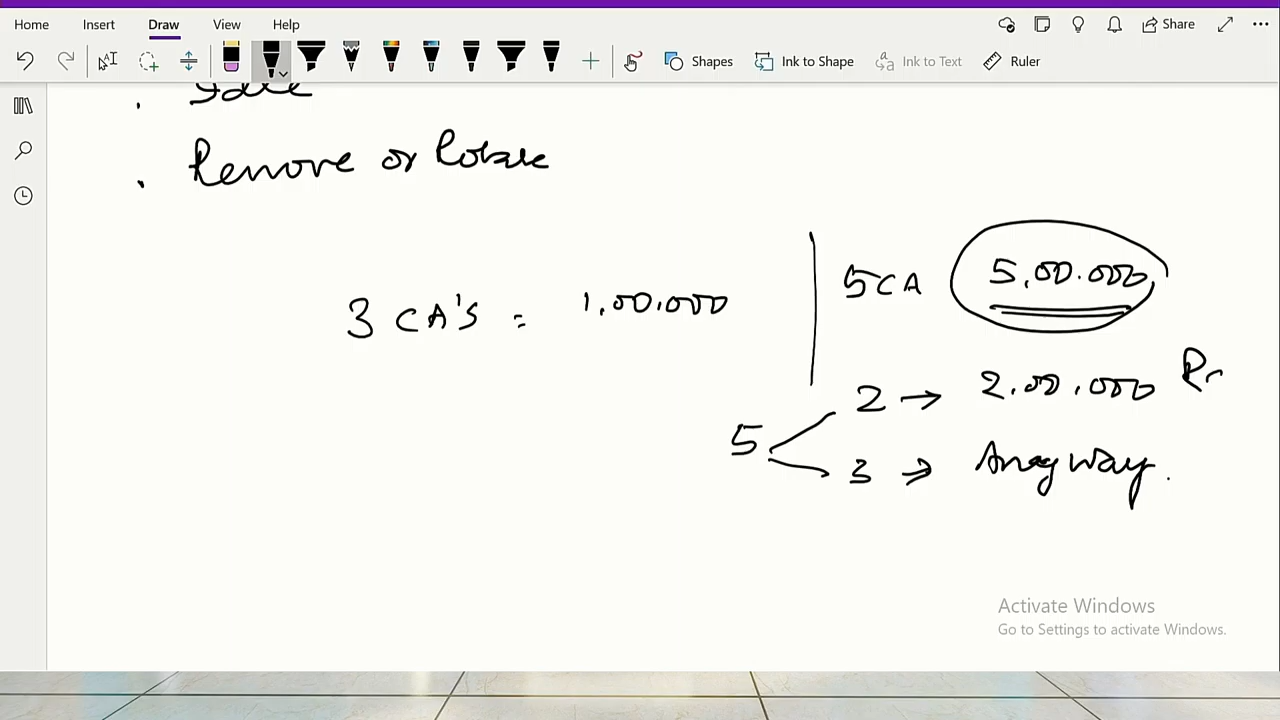 Home Insert Draw View Help Share
Shapes Ink to Shape Ink to Text Ruler
. Remove or Rotate
3 CA'S = 1,00,000
5 CA 5,00,000
5
2 → 2,00,000
3 ⇒ Anyway.
Activate Windows
Go to Settings to activate Windows.